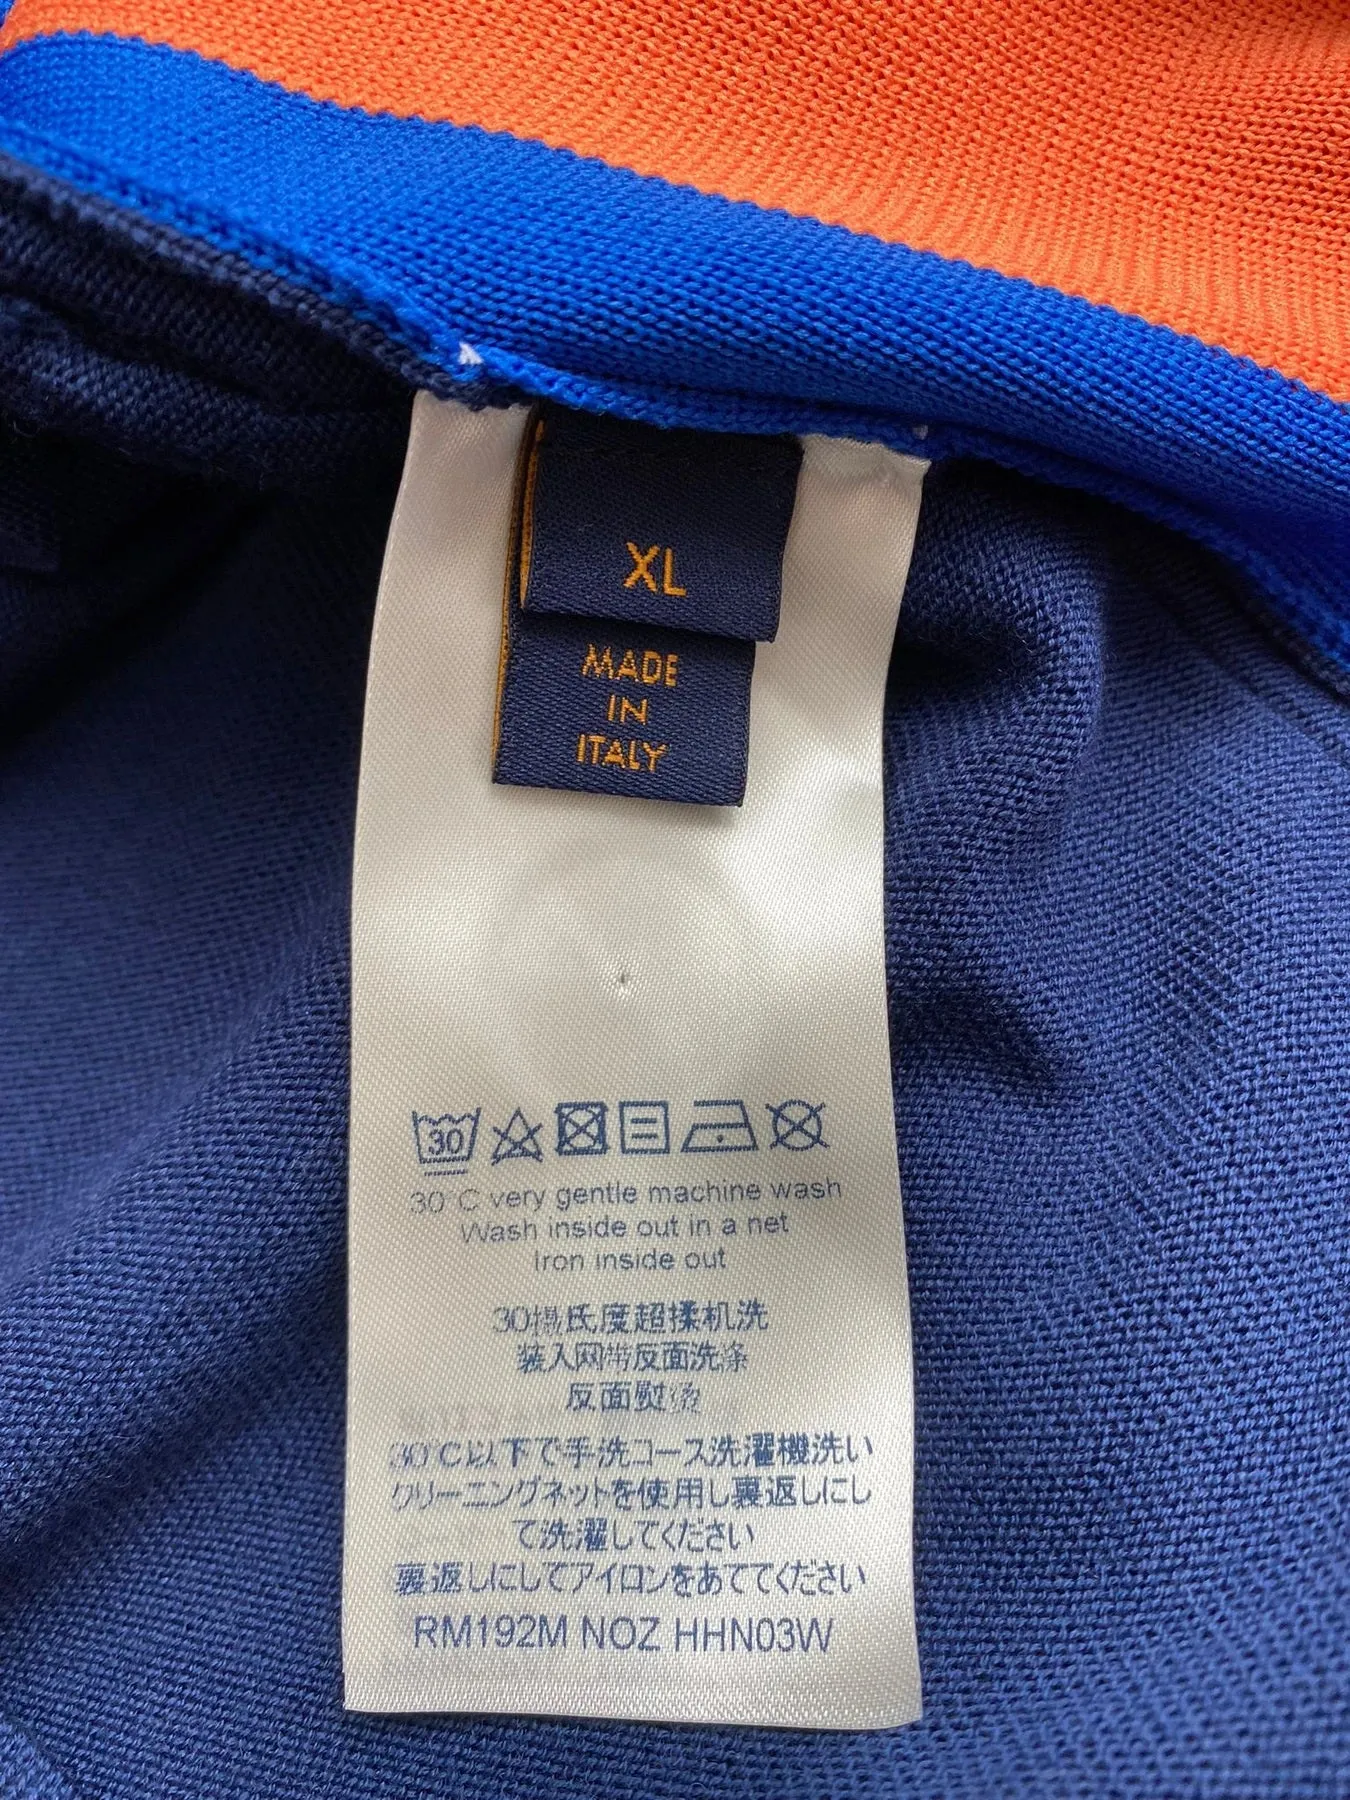 XL
MADE
IN
ITALY
30
30°C very gentle machine wash
Wash inside out in a net
Iron inside out
30摄氏度超揉机洗
装入网带反面洗涤
反面熨烫
30°C以下で手洗コース洗濯機洗い
クリーニングネットを使用し裏返しにし
て洗濯してください
裏返しにしてアイロンをあててください
RM192M NOZ HHN03W